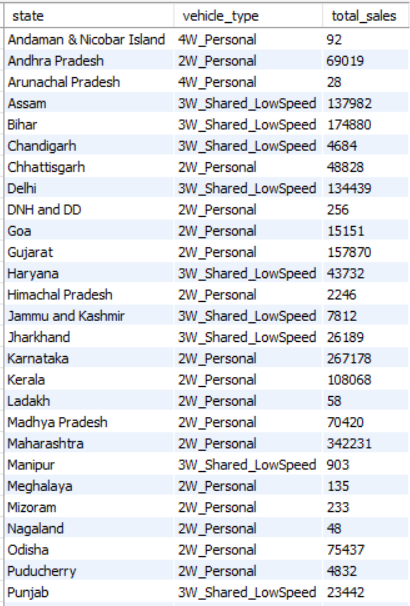 state vehicle_type total_sales
Andaman & Nicobar Island 4W_Personal 92
Andhra Pradesh 2W_Personal 69019
Arunachal Pradesh 4W_Personal 28
Assam 3W_Shared_LowSpeed 137982
Bihar 3W_Shared_LowSpeed 174880
Chandigarh 3W_Shared_LowSpeed 4684
Chhattisgarh 2W_Personal 48828
Delhi 3W_Shared_LowSpeed 134439
DNH and DD 2W_Personal 256
Goa 2W_Personal 15151
Gujarat 2W_Personal 157870
Haryana 3W_Shared_LowSpeed 43732
Himachal Pradesh 2W_Personal 2246
Jammu and Kashmir 3W_Shared_LowSpeed 7812
Jharkhand 3W_Shared_LowSpeed 26189
Karnataka 2W_Personal 267178
Kerala 2W_Personal 108068
Ladakh 2W_Personal 58
Madhya Pradesh 2W_Personal 70420
Maharashtra 2W_Personal 342231
Manipur 3W_Shared_LowSpeed 903
Meghalaya 2W_Personal 135
Mizoram 2W_Personal 233
Nagaland 2W_Personal 48
Odisha 2W_Personal 75437
Puducherry 2W_Personal 4832
Punjab 3W_Shared_LowSpeed 23442